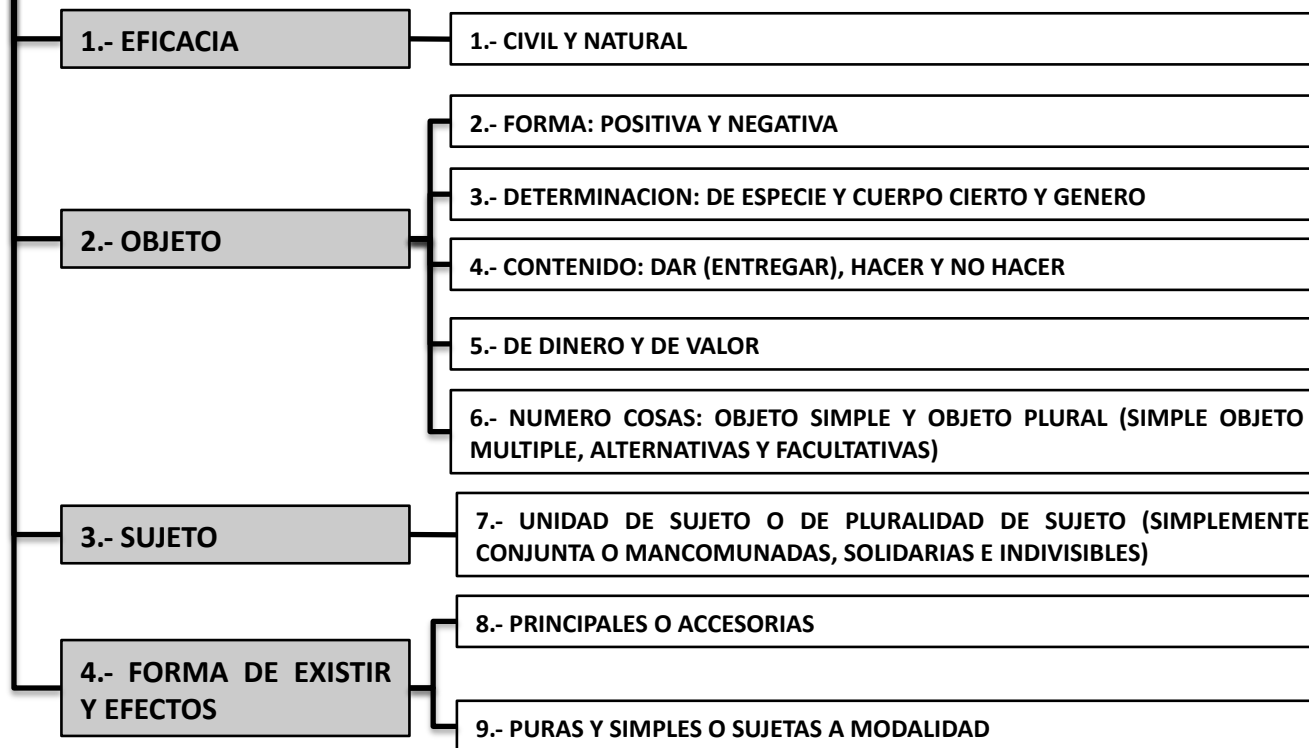 1.- EFICACIA
1.- CIVIL Y NATURAL
2.- OBJETO
2.- FORMA: POSITIVA Y NEGATIVA
3.- DETERMINACION: DE ESPECIE Y CUERPO CIERTO Y GENERO
4.- CONTENIDO: DAR (ENTREGAR), HACER Y NO HACER
5.- DE DINERO Y DE VALOR
6.- NUMERO COSAS: OBJETO SIMPLE Y OBJETO PLURAL (SIMPLE OBJETO
MULTIPLE, ALTERNATIVAS Y FACULTATIVAS)
3.- SUJETO
7.- UNIDAD DE SUJETO O DE PLURALIDAD DE SUJETO (SIMPLEMENTE
CONJUNTA O MANCOMUNADAS, SOLIDARIAS E INDIVISIBLES)
4.- FORMA DE EXISTIR
Y EFECTOS
8.- PRINCIPALES O ACCESORIAS
9.- PURAS Y SIMPLES O SUJETAS A MODALIDAD